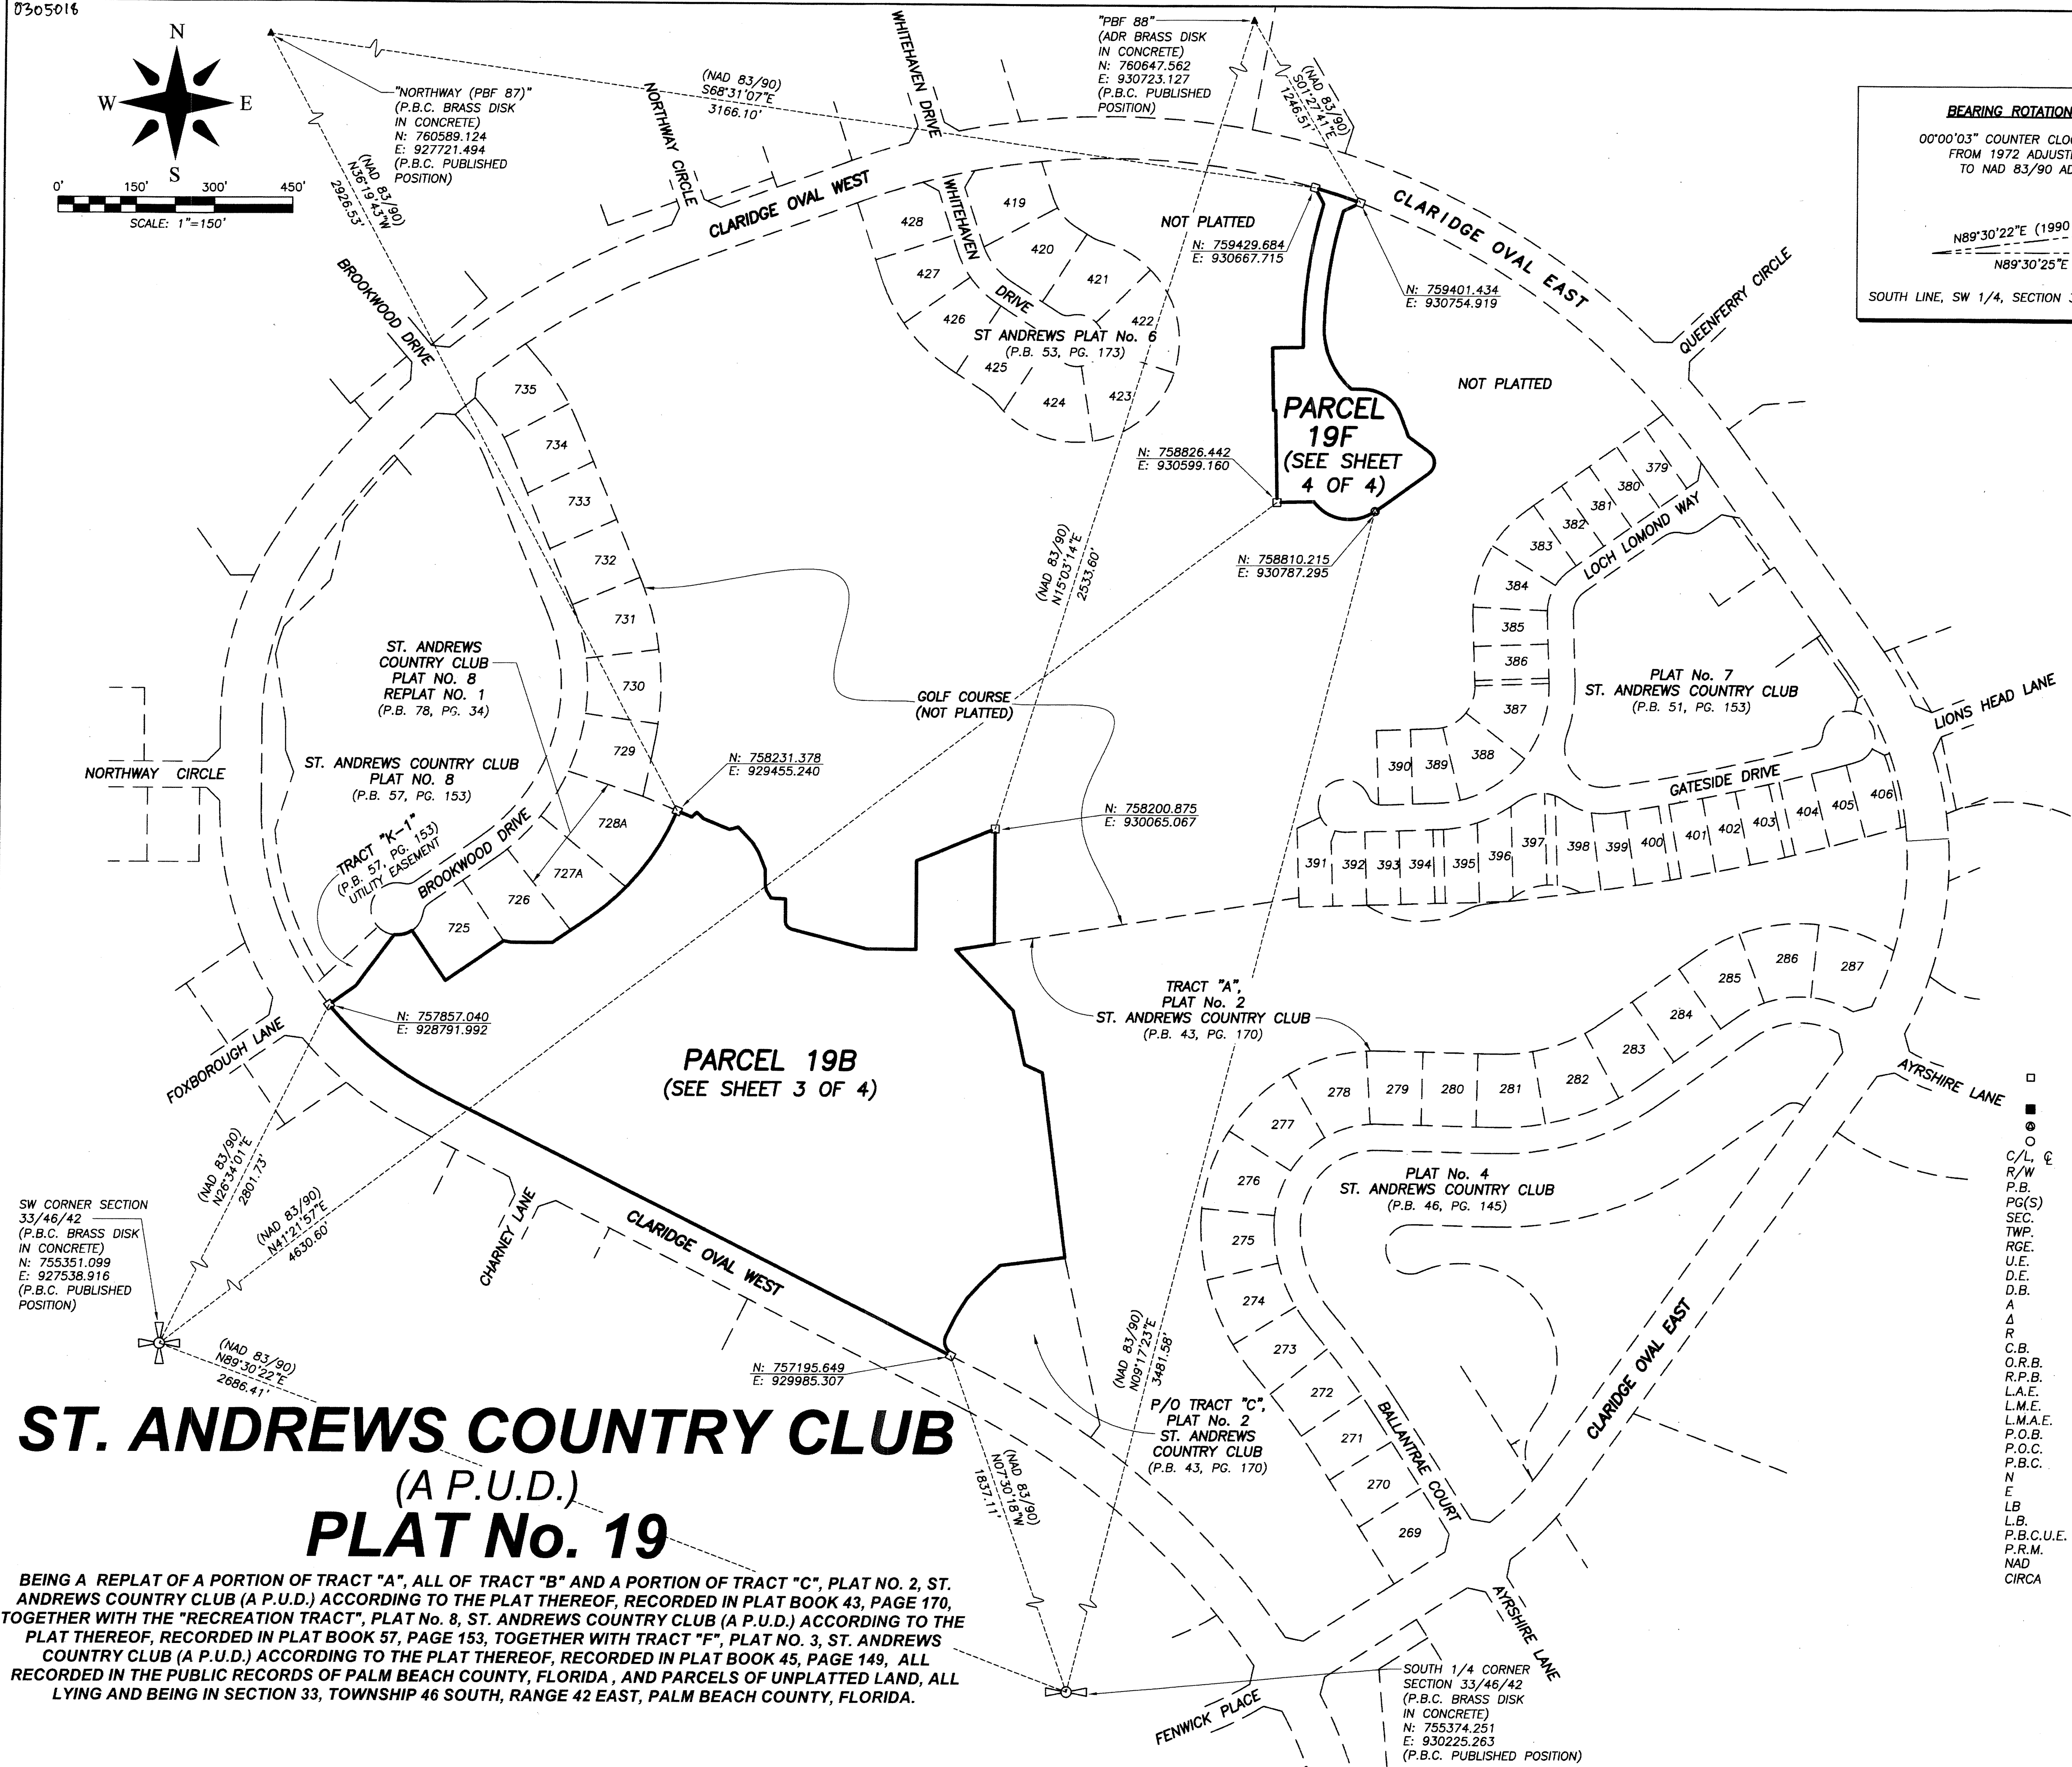 0305018
N
W
E
S
0'
150'
300'
450'
SCALE: 1"=150'
"NORTHWAY (PBF 87)"
(P.B.C. BRASS DISK
IN CONCRETE)
N: 760589.124
E: 927721.494
(P.B.C. PUBLISHED
POSITION)
(NAD 83/90)
N36°19'43"W
2926.53'
(NAD 83/90)
S68°31'07"E
3166.10'
NORTHWAY CIRCLE
WHITEHAVEN DRIVE
"PBF 88"
(ADR BRASS DISK
IN CONCRETE)
N: 760647.562
E: 930723.127
(P.B.C. PUBLISHED
POSITION)
(NAD 83/90)
S01°27'41"E
1246.51'
BEARING ROTATION
00°00'03" COUNTER CLO
FROM 1972 ADJUST
TO NAD 83/90 AD
N89°30'22"E (1990
N89°30'25"E
SOUTH LINE, SW 1/4, SECTION 3
BROOKWOOD DRIVE
CLARIDGE OVAL WEST
WHITEHAVEN
DRIVE
428
419
420
427
421
426
422
425
424
423
ST ANDREWS PLAT No. 6
(P.B. 53, PG. 173)
NOT PLATTED
N: 759429.684
E: 930667.715
N: 759401.434
E: 930754.919
CLARIDGE OVAL EAST
QUEENFERRY CIRCLE
NOT PLATTED
PARCEL
19F
(SEE SHEET
4 OF 4)
N: 758826.442
E: 930599.160
N: 758810.215
E: 930787.295
(NAD 83/90)
N15°03'14"E
2533.60'
735
734
733
732
731
730
729
728A
727A
726
725
379
380
381
382
383
384
385
386
387
388
389
390
LOCH LOMOND WAY
PLAT No. 7
ST. ANDREWS COUNTRY CLUB
(P.B. 51, PG. 153)
LIONS HEAD LANE
GATESIDE DRIVE
391
392
393
394
395
396
397
398
399
400
401
402
403
404
405
406
ST. ANDREWS
COUNTRY CLUB
PLAT NO. 8
REPLAT NO. 1
(P.B. 78, PG. 34)
GOLF COURSE
(NOT PLATTED)
NORTHWAY CIRCLE
ST. ANDREWS COUNTRY CLUB
PLAT NO. 8
(P.B. 57, PG. 153)
N: 758231.378
E: 929455.240
N: 758200.875
E: 930065.067
TRACT "K-1"
(P.B. 57, PG. 153)
UTILITY EASEMENT
BROOKWOOD DRIVE
N: 757857.040
E: 928791.992
FOXBOROUGH LANE
PARCEL 19B
(SEE SHEET 3 OF 4)
TRACT "A",
PLAT No. 2
ST. ANDREWS COUNTRY CLUB
(P.B. 43, PG. 170)
287
286
285
284
283
282
281
280
279
278
277
276
275
274
273
272
271
270
269
AYRSHIRE LANE
PLAT No. 4
ST. ANDREWS COUNTRY CLUB
(P.B. 46, PG. 145)
(NAD 83/90)
N26°34'01"E
2801.73'
(NAD 83/90)
N41°21'57"E
4630.60'
SW CORNER SECTION
33/46/42
(P.B.C. BRASS DISK
IN CONCRETE)
N: 755351.099
E: 927538.916
(P.B.C. PUBLISHED
POSITION)
(NAD 83/90)
N89°30'22"E
2686.41'
CHARNEY LANE
CLARIDGE OVAL WEST
N: 757195.649
E: 929985.307
(NAD 83/90)
N09°17'23"E
3481.58'
P/O TRACT "C",
PLAT No. 2
ST. ANDREWS
COUNTRY CLUB
(P.B. 43, PG. 170)
(NAD 83/90)
N07°30'18"W
1837.11'
BALLANTRAE COURT
CLARIDGE OVAL EAST
C/L, ℄
R/W
P.B.
PG(S)
SEC.
TWP.
RGE.
U.E.
D.E.
D.B.
A
Δ
R
C.B.
O.R.B.
R.P.B.
L.A.E.
L.M.E.
L.M.A.E.
P.O.B.
P.O.C.
P.B.C.
N
E
LB
L.B.
P.B.C.U.E.
P.R.M.
NAD
CIRCA
ST. ANDREWS COUNTRY CLUB
(A P.U.D.)
PLAT No. 19
BEING A REPLAT OF A PORTION OF TRACT "A", ALL OF TRACT "B" AND A PORTION OF TRACT "C", PLAT NO. 2, ST.
ANDREWS COUNTRY CLUB (A P.U.D.) ACCORDING TO THE PLAT THEREOF, RECORDED IN PLAT BOOK 43, PAGE 170,
TOGETHER WITH THE "RECREATION TRACT", PLAT No. 8, ST. ANDREWS COUNTRY CLUB (A P.U.D.) ACCORDING TO THE
PLAT THEREOF, RECORDED IN PLAT BOOK 57, PAGE 153, TOGETHER WITH TRACT "F", PLAT NO. 3, ST. ANDREWS
COUNTRY CLUB (A P.U.D.) ACCORDING TO THE PLAT THEREOF, RECORDED IN PLAT BOOK 45, PAGE 149, ALL
RECORDED IN THE PUBLIC RECORDS OF PALM BEACH COUNTY, FLORIDA , AND PARCELS OF UNPLATTED LAND, ALL
LYING AND BEING IN SECTION 33, TOWNSHIP 46 SOUTH, RANGE 42 EAST, PALM BEACH COUNTY, FLORIDA.
AYRSHIRE LANE
FENWICK PLACE
SOUTH 1/4 CORNER
SECTION 33/46/42
(P.B.C. BRASS DISK
IN CONCRETE)
N: 755374.251
E: 930225.263
(P.B.C. PUBLISHED POSITION)